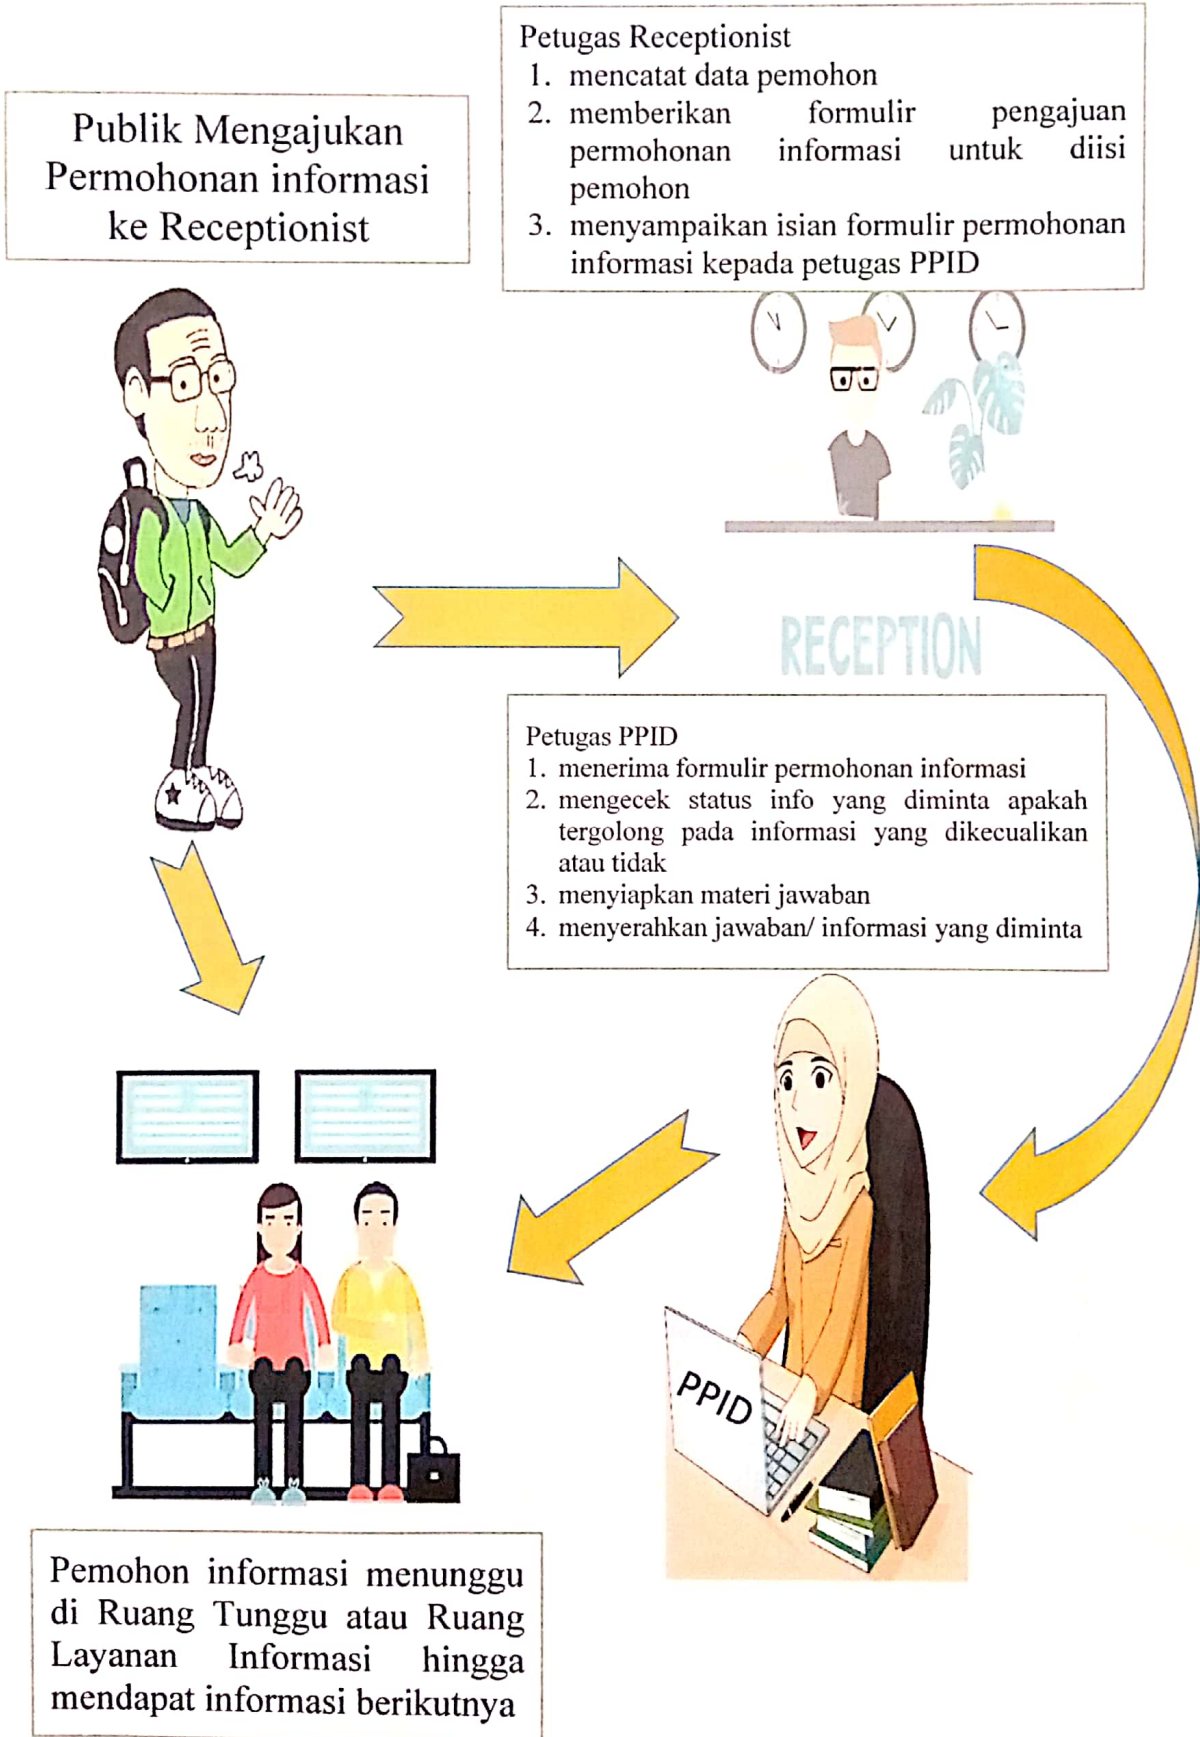 Publik Mengajukan
Permohonan informasi
ke Receptionist
Petugas Receptionist
1. mencatat data pemohon
2. memberikan formulir pengajuan
permohonan informasi untuk diisi
pemohon
3. menyampaikan isian formulir permohonan
informasi kepada petugas PPID
RECEPTION
Petugas PPID
1. menerima formulir permohonan informasi
2. mengecek status info yang diminta apakah
tergolong pada informasi yang dikecualikan
atau tidak
3. menyiapkan materi jawaban
4. menyerahkan jawaban/ informasi yang diminta
PPID
Pemohon informasi menunggu
di Ruang Tunggu atau Ruang
Layanan Informasi hingga
mendapat informasi berikutnya